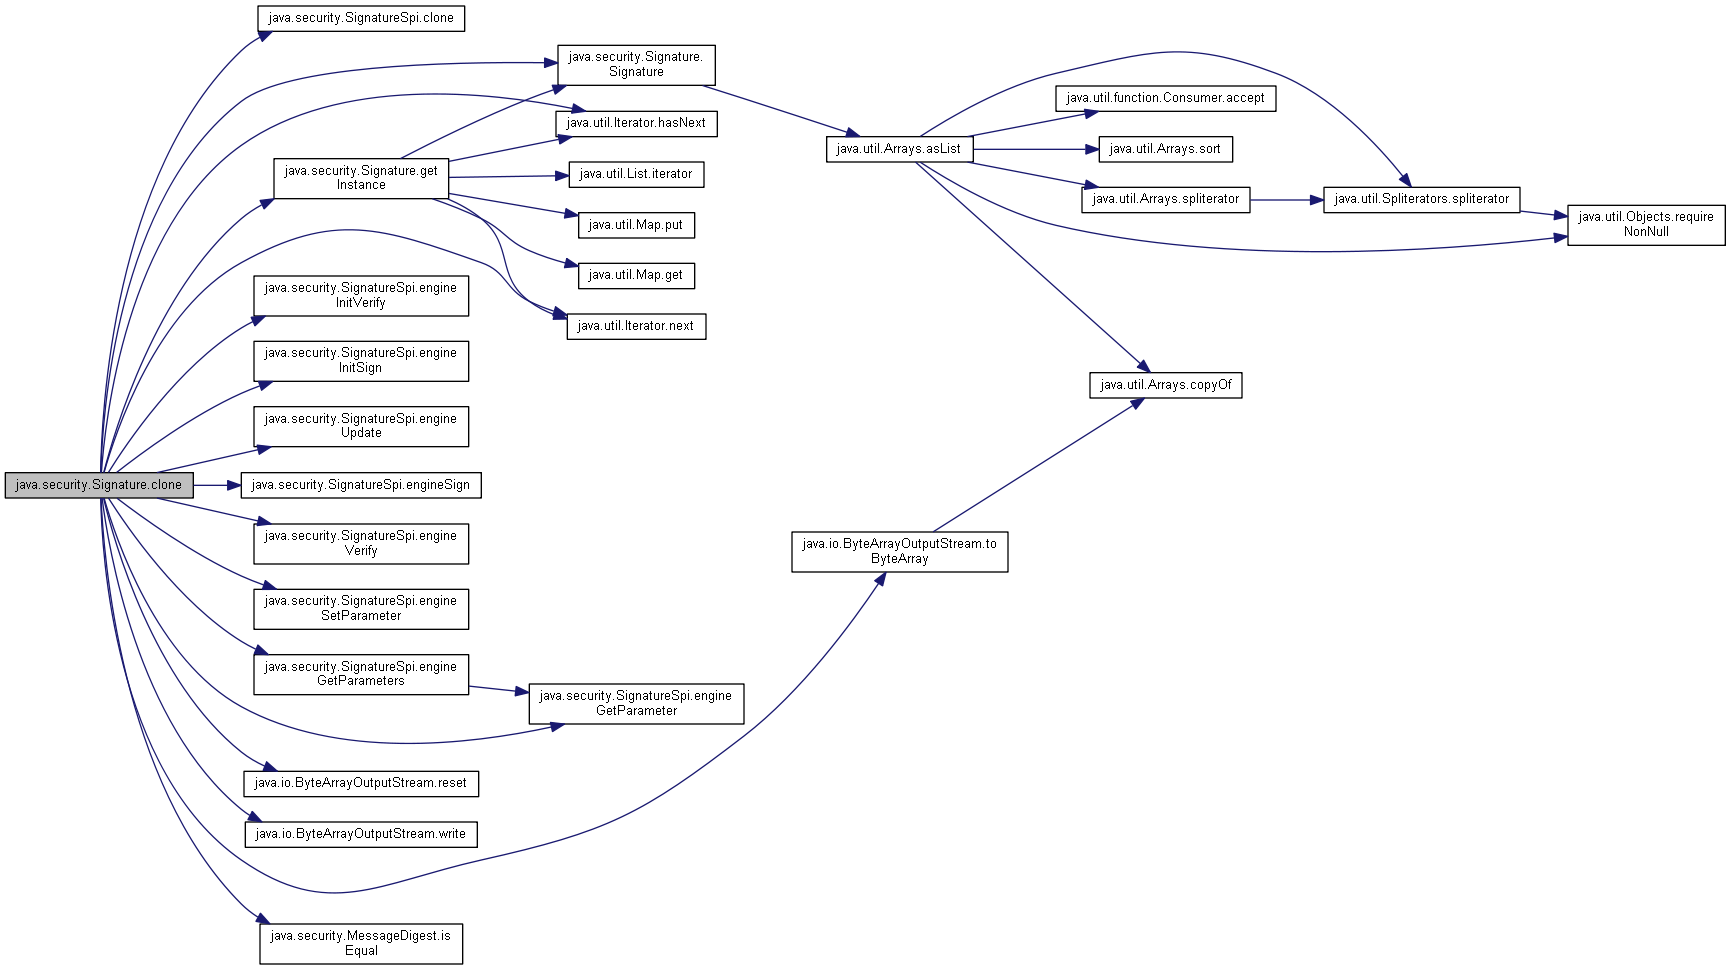 java.security.SignatureSpi.clone
java.security.Signature.
Signature
java.util.function.Consumer.accept
java.util.Iterator.hasNext
java.util.Arrays.asList
java.util.Arrays.sort
java.security.Signature.get
Instance
java.util.List.iterator
java.util.Arrays.spliterator
java.util.Spliterators.spliterator
java.util.Objects.require
NonNull
java.util.Map.put
java.util.Map.get
java.security.SignatureSpi.engine
InitVerify
java.util.Iterator.next
java.security.SignatureSpi.engine
InitSign
java.util.Arrays.copyOf
java.security.SignatureSpi.engine
Update
java.security.Signature.clone
java.security.SignatureSpi.engineSign
java.security.SignatureSpi.engine
Verify
java.io.ByteArrayOutputStream.to
ByteArray
java.security.SignatureSpi.engine
SetParameter
java.security.SignatureSpi.engine
GetParameters
java.security.SignatureSpi.engine
GetParameter
java.io.ByteArrayOutputStream.reset
java.io.ByteArrayOutputStream.write
java.security.MessageDigest.is
Equal